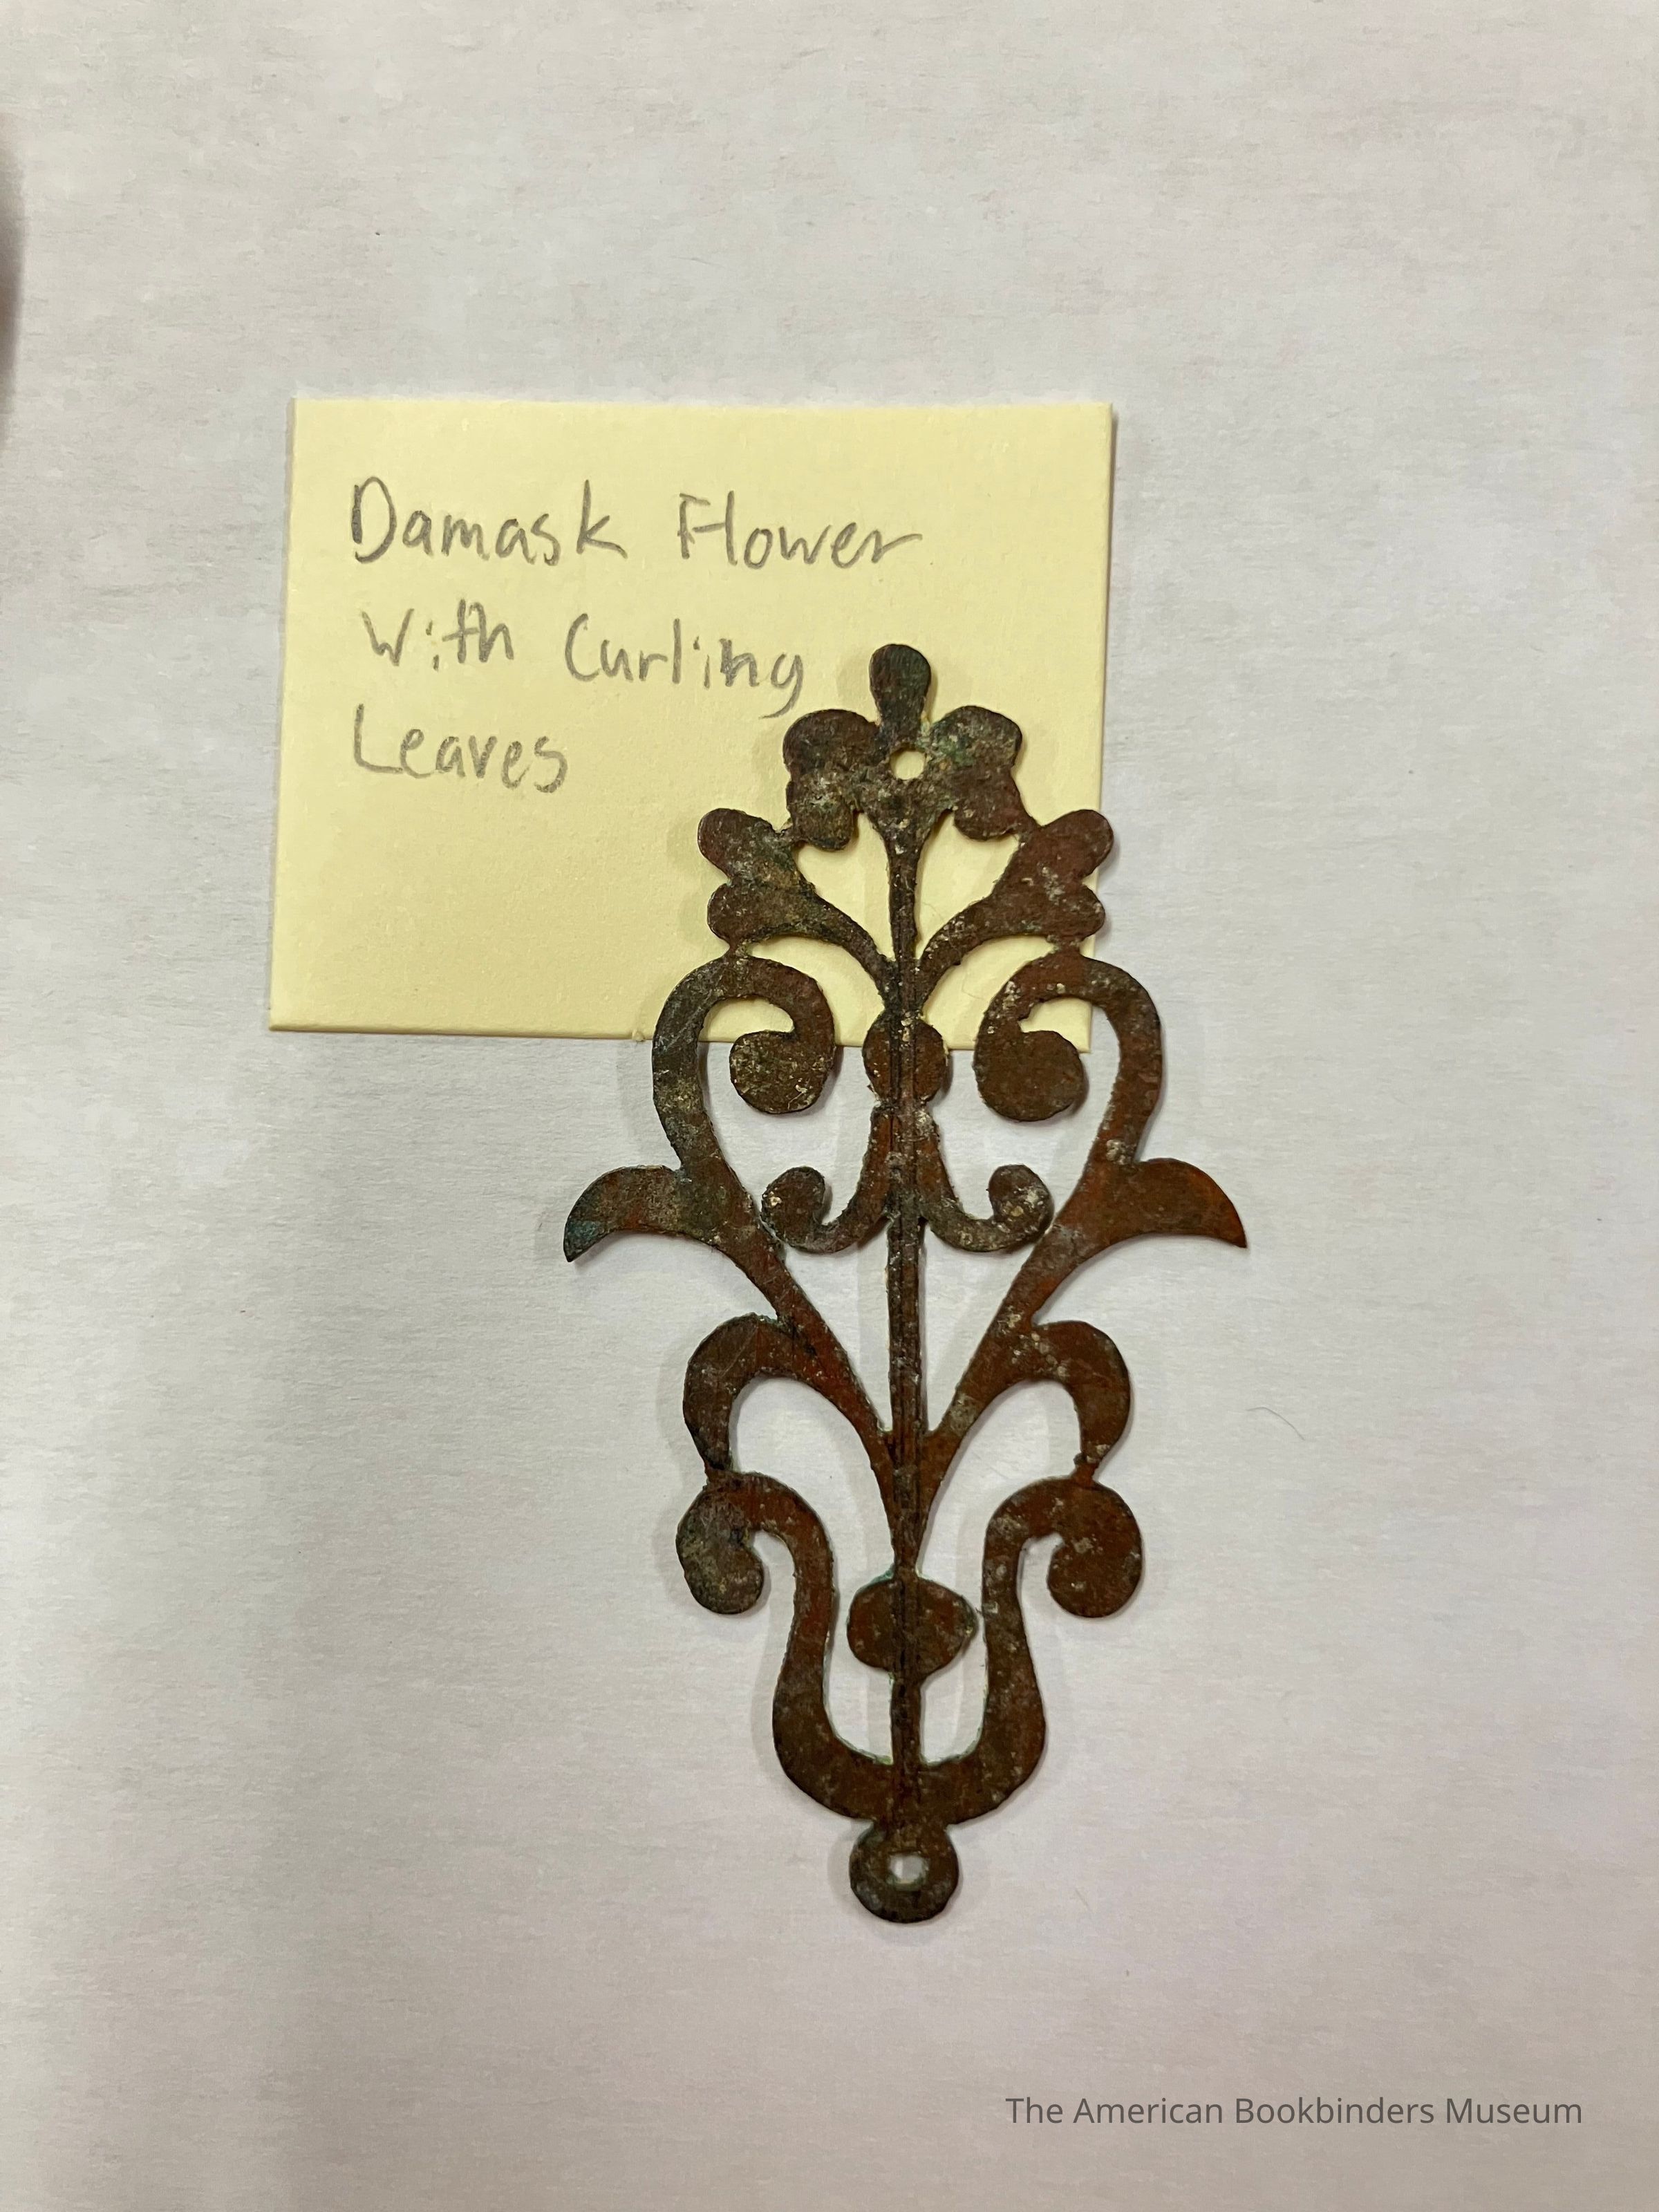 Damask Flower
With Curling
Leaves
The American Bookbinders Museum